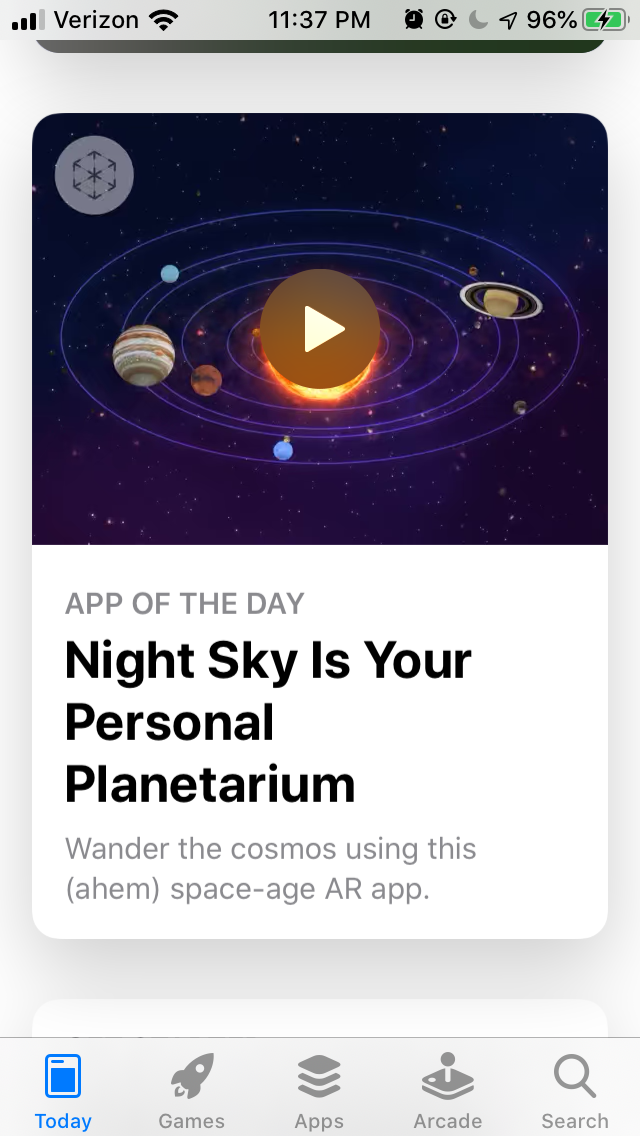 Verizon 11:37 PM 96%
APP OF THE DAY
Night Sky Is Your
Personal
Planetarium
Wander the cosmos using this
(ahem) space-age AR app.
Today Games Apps Arcade Search